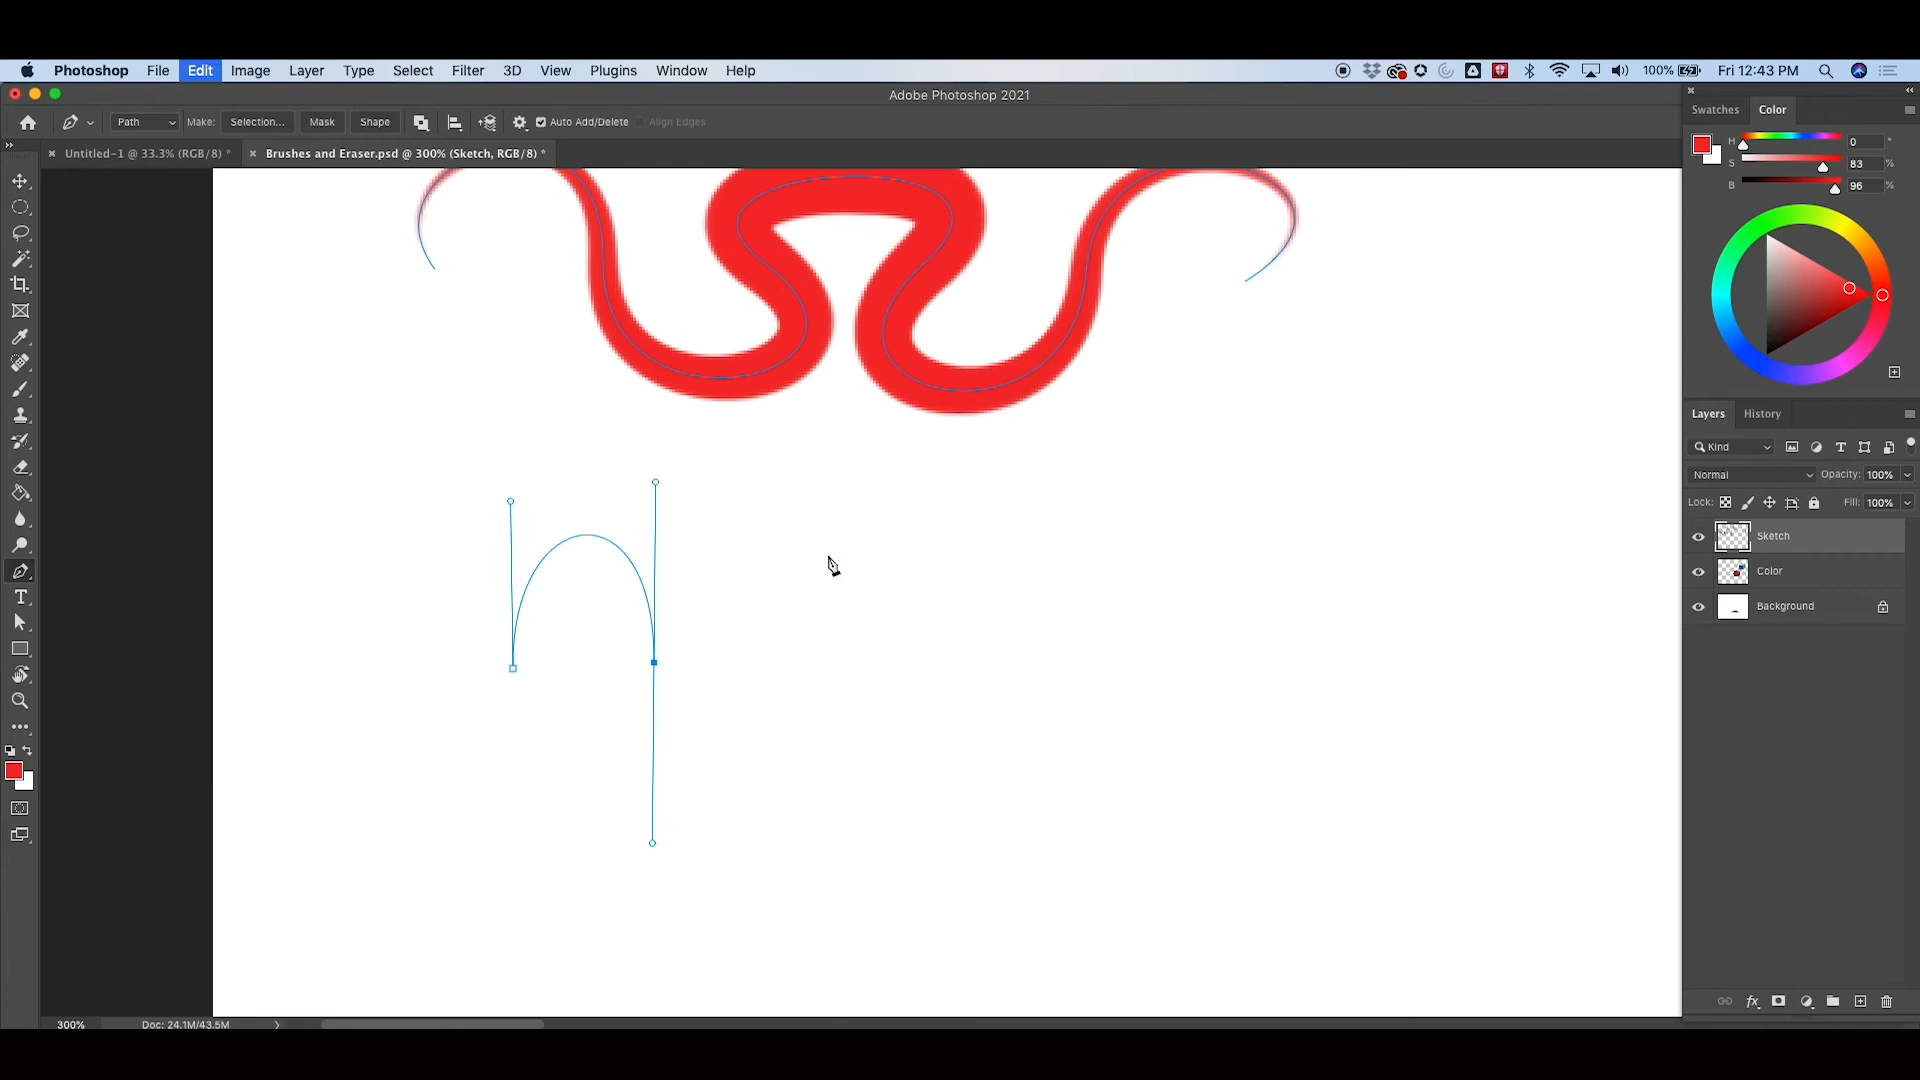 Photoshop File Edit Image Layer Type Select Filter 3D View Plugins Window Help 100% Fri 12:43 PM
Adobe Photoshop 2021
Path Make: Selection... Mask Shape Auto Add/Delete Align Edges
Untitled-1 @ 33.3% (RGB/8) * Brushes and Eraser.psd @ 300% (Sketch, RGB/8) *
Swatches Color
H 0 °
S 83 %
B 96 %
Layers History
Kind
Normal Opacity: 100%
Lock: Fill: 100%
Sketch
Color
Background
300% Doc: 24.1M/43.5M